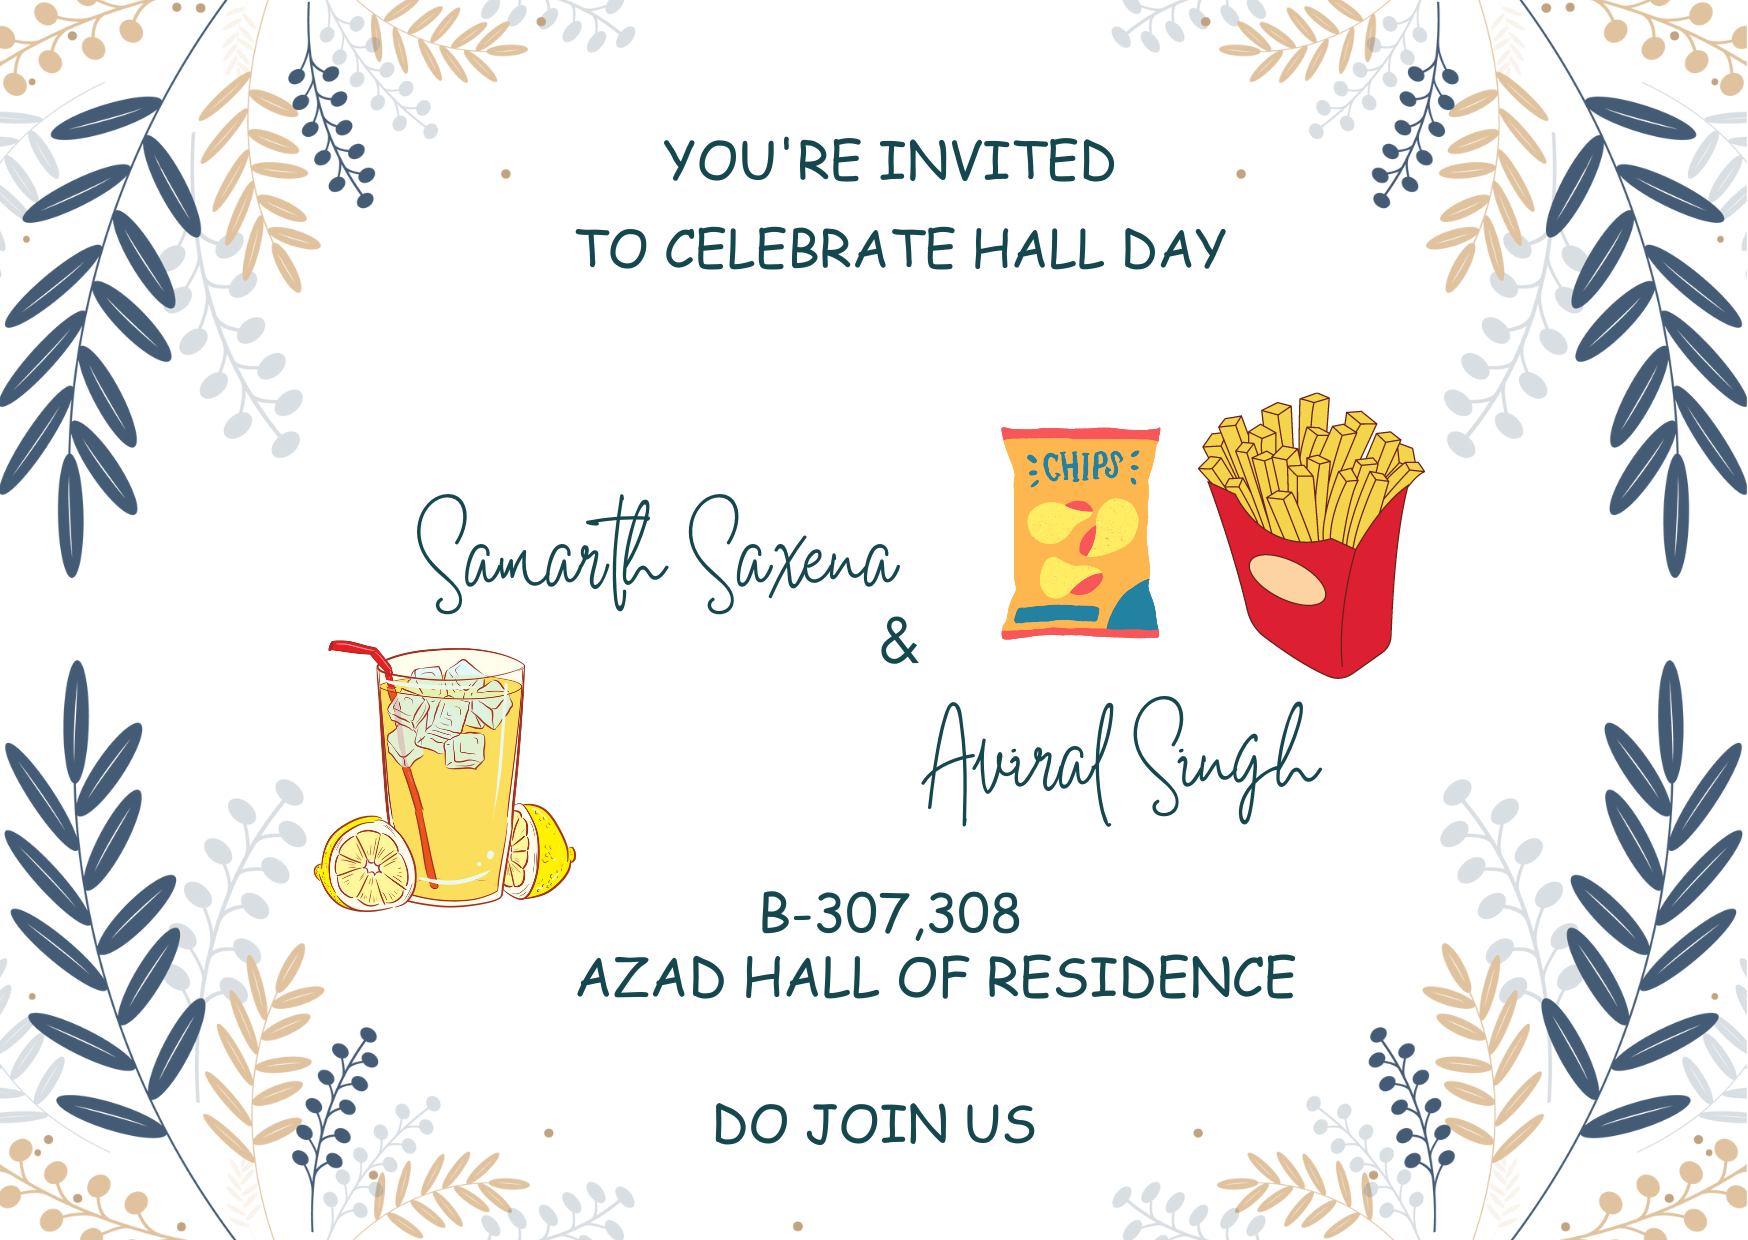 YOU'RE INVITED
TO CELEBRATE HALL DAY
CHIPS
Samarth Saxena
&
Aviral Singh
B-307,308
AZAD HALL OF RESIDENCE
DO JOIN US